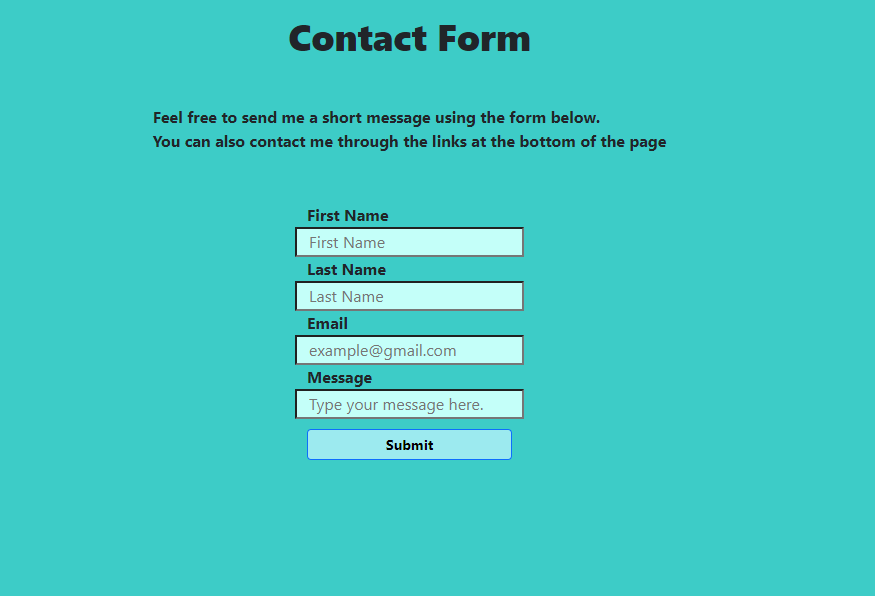 Contact Form
Feel free to send me a short message using the form below.
You can also contact me through the links at the bottom of the page
First Name
First Name
Last Name
Last Name
Email
example@gmail.com
Message
Type your message here.
Submit